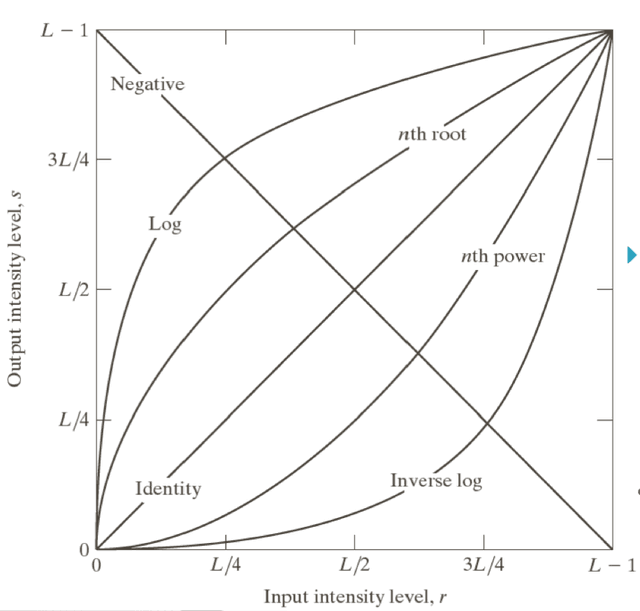 L − 1
Negative
nth root
3L/4
Log
nth power
L/2
L/4
Inverse log
Identity
0
0
L/4
L/2
3L/4
L − 1
Input intensity level, r
Output intensity level, s